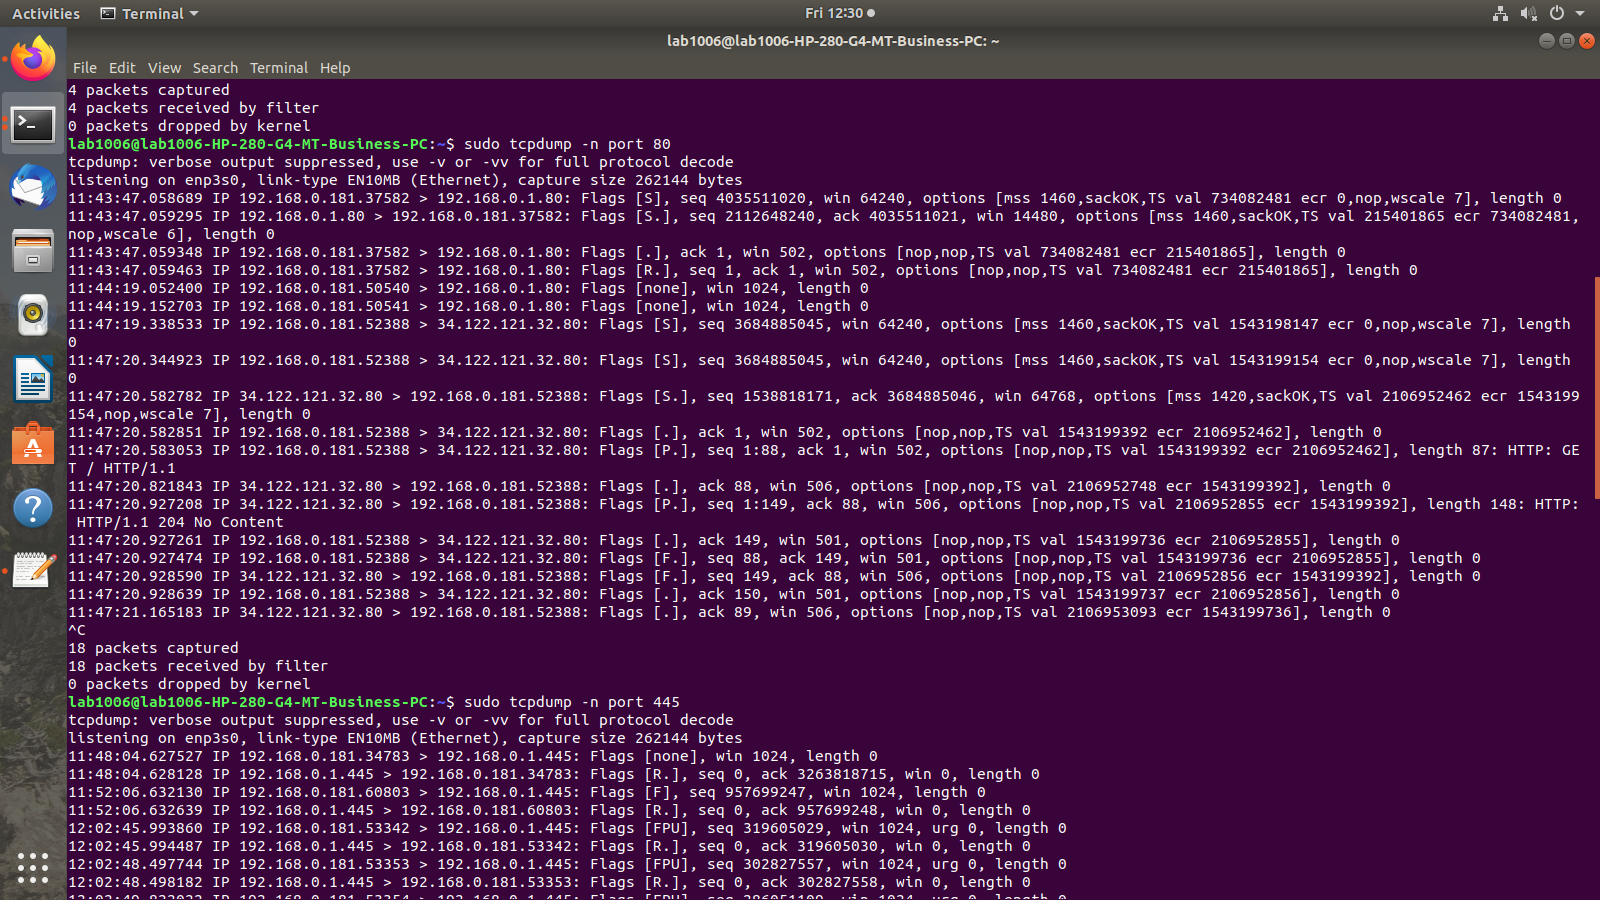 Activities
Terminal
Fri 12:30
lab1006@lab1006-HP-280-G4-MT-Business-PC: ~
File Edit View Search Terminal Help
4 packets captured
4 packets received by filter
0 packets dropped by kernel
lab1006@lab1006-HP-280-G4-MT-Business-PC:~$ sudo tcpdump -n port 80
tcpdump: verbose output suppressed, use -v or -vv for full protocol decode
listening on enp3s0, link-type EN10MB (Ethernet), capture size 262144 bytes
11:43:47.058689 IP 192.168.0.181.37582 > 192.168.0.1.80: Flags [S], seq 4035511020, win 64240, options [mss 1460,sackOK,TS val 734082481 ecr 0,nop,wscale 7], length 0
11:43:47.059295 IP 192.168.0.1.80 > 192.168.0.181.37582: Flags [S.], seq 2112648240, ack 4035511021, win 14480, options [mss 1460,sackOK,TS val 215401865 ecr 734082481,
nop,wscale 6], length 0
11:43:47.059348 IP 192.168.0.181.37582 > 192.168.0.1.80: Flags [.], ack 1, win 502, options [nop,nop,TS val 734082481 ecr 215401865], length 0
11:43:47.059463 IP 192.168.0.181.37582 > 192.168.0.1.80: Flags [R.], seq 1, ack 1, win 502, options [nop,nop,TS val 734082481 ecr 215401865], length 0
11:44:19.052400 IP 192.168.0.181.50540 > 192.168.0.1.80: Flags [none], win 1024, length 0
11:44:19.152703 IP 192.168.0.181.50541 > 192.168.0.1.80: Flags [none], win 1024, length 0
11:47:19.338533 IP 192.168.0.181.52388 > 34.122.121.32.80: Flags [S], seq 3684885045, win 64240, options [mss 1460,sackOK,TS val 1543198147 ecr 0,nop,wscale 7], length
0
11:47:20.344923 IP 192.168.0.181.52388 > 34.122.121.32.80: Flags [S], seq 3684885045, win 64240, options [mss 1460,sackOK,TS val 1543199154 ecr 0,nop,wscale 7], length
0
11:47:20.582782 IP 34.122.121.32.80 > 192.168.0.181.52388: Flags [S.], seq 1538818171, ack 3684885046, win 64768, options [mss 1420,sackOK,TS val 2106952462 ecr 1543199
154,nop,wscale 7], length 0
11:47:20.582851 IP 192.168.0.181.52388 > 34.122.121.32.80: Flags [.], ack 1, win 502, options [nop,nop,TS val 1543199392 ecr 2106952462], length 0
11:47:20.583053 IP 192.168.0.181.52388 > 34.122.121.32.80: Flags [P.], seq 1:88, ack 1, win 502, options [nop,nop,TS val 1543199392 ecr 2106952462], length 87: HTTP: GE
T / HTTP/1.1
11:47:20.821843 IP 34.122.121.32.80 > 192.168.0.181.52388: Flags [.], ack 88, win 506, options [nop,nop,TS val 2106952748 ecr 1543199392], length 0
11:47:20.927208 IP 34.122.121.32.80 > 192.168.0.181.52388: Flags [P.], seq 1:149, ack 88, win 506, options [nop,nop,TS val 2106952855 ecr 1543199392], length 148: HTTP:
HTTP/1.1 204 No Content
11:47:20.927261 IP 192.168.0.181.52388 > 34.122.121.32.80: Flags [.], ack 149, win 501, options [nop,nop,TS val 1543199736 ecr 2106952855], length 0
11:47:20.927474 IP 192.168.0.181.52388 > 34.122.121.32.80: Flags [F.], seq 88, ack 149, win 501, options [nop,nop,TS val 1543199736 ecr 2106952855], length 0
11:47:20.928590 IP 34.122.121.32.80 > 192.168.0.181.52388: Flags [F.], seq 149, ack 88, win 506, options [nop,nop,TS val 2106952856 ecr 1543199392], length 0
11:47:20.928639 IP 192.168.0.181.52388 > 34.122.121.32.80: Flags [.], ack 150, win 501, options [nop,nop,TS val 1543199737 ecr 2106952856], length 0
11:47:21.165183 IP 34.122.121.32.80 > 192.168.0.181.52388: Flags [.], ack 89, win 506, options [nop,nop,TS val 2106953093 ecr 1543199736], length 0
^C
18 packets captured
18 packets received by filter
0 packets dropped by kernel
lab1006@lab1006-HP-280-G4-MT-Business-PC:~$ sudo tcpdump -n port 445
tcpdump: verbose output suppressed, use -v or -vv for full protocol decode
listening on enp3s0, link-type EN10MB (Ethernet), capture size 262144 bytes
11:48:04.627527 IP 192.168.0.181.34783 > 192.168.0.1.445: Flags [none], win 1024, length 0
11:48:04.628128 IP 192.168.0.1.445 > 192.168.0.181.34783: Flags [R.], seq 0, ack 3263818715, win 0, length 0
11:52:06.632130 IP 192.168.0.181.60803 > 192.168.0.1.445: Flags [F], seq 957699247, win 1024, length 0
11:52:06.632639 IP 192.168.0.1.445 > 192.168.0.181.60803: Flags [R.], seq 0, ack 957699248, win 0, length 0
12:02:45.993860 IP 192.168.0.181.53342 > 192.168.0.1.445: Flags [FPU], seq 319605029, win 1024, urg 0, length 0
12:02:45.994487 IP 192.168.0.1.445 > 192.168.0.181.53342: Flags [R.], seq 0, ack 319605030, win 0, length 0
12:02:48.497744 IP 192.168.0.181.53353 > 192.168.0.1.445: Flags [FPU], seq 302827557, win 1024, urg 0, length 0
12:02:48.498182 IP 192.168.0.1.445 > 192.168.0.181.53353: Flags [R.], seq 0, ack 302827558, win 0, length 0